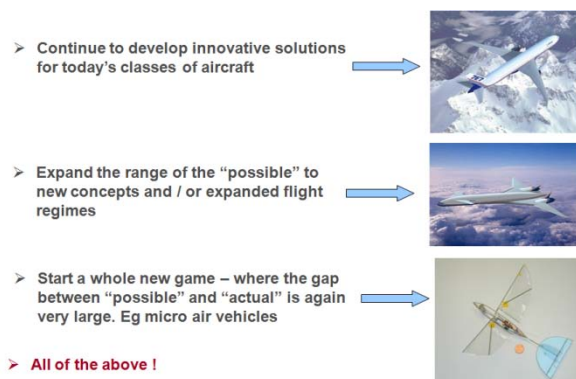 ➢ Continue to develop innovative solutions
for today's classes of aircraft
➢ Expand the range of the “possible” to
new concepts and / or expanded flight
regimes
➢ Start a whole new game – where the gap
between “possible” and “actual” is again
very large. Eg micro air vehicles
➢ All of the above !